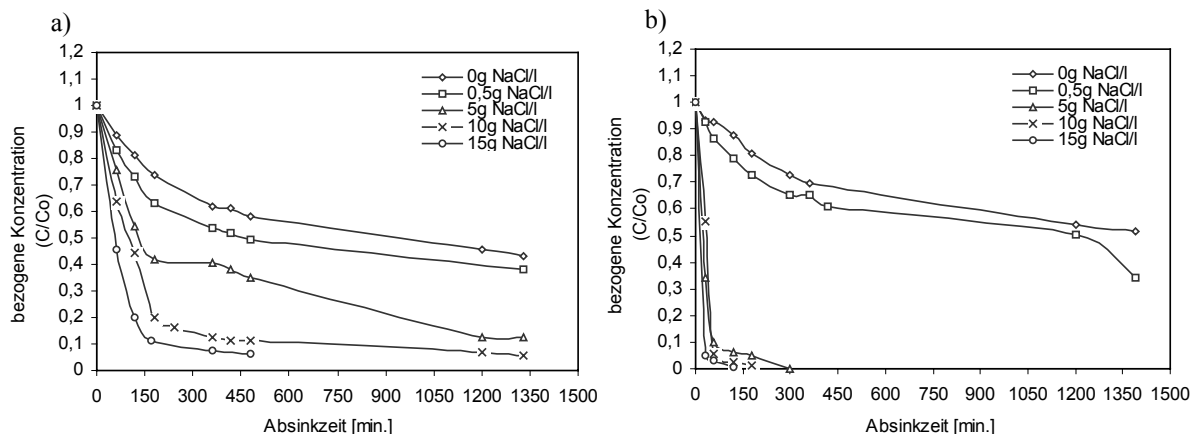 a)
1,2
1,1
1
0,9
0,8
0,7
0,6
0,5
0,4
0,3
0,2
0,1
0
0 150 300 450 600 750 900 1050 1200 1350 1500
bezogene Konzentration
(C/Co)
Absinkzeit [min.]
0g NaCl/l
0,5g NaCl/l
5g NaCl/l
10g NaCl/l
15g NaCl/l
b)
1,2
1,1
1
0,9
0,8
0,7
0,6
0,5
0,4
0,3
0,2
0,1
0
0 150 300 450 600 750 900 1050 1200 1350 1500
bezogene Konzentration
(C/Co)
Absinkzeit [min.]
0g NaCl/l
0,5g NaCl/l
5g NaCl/l
10g NaCl/l
15g NaCl/l